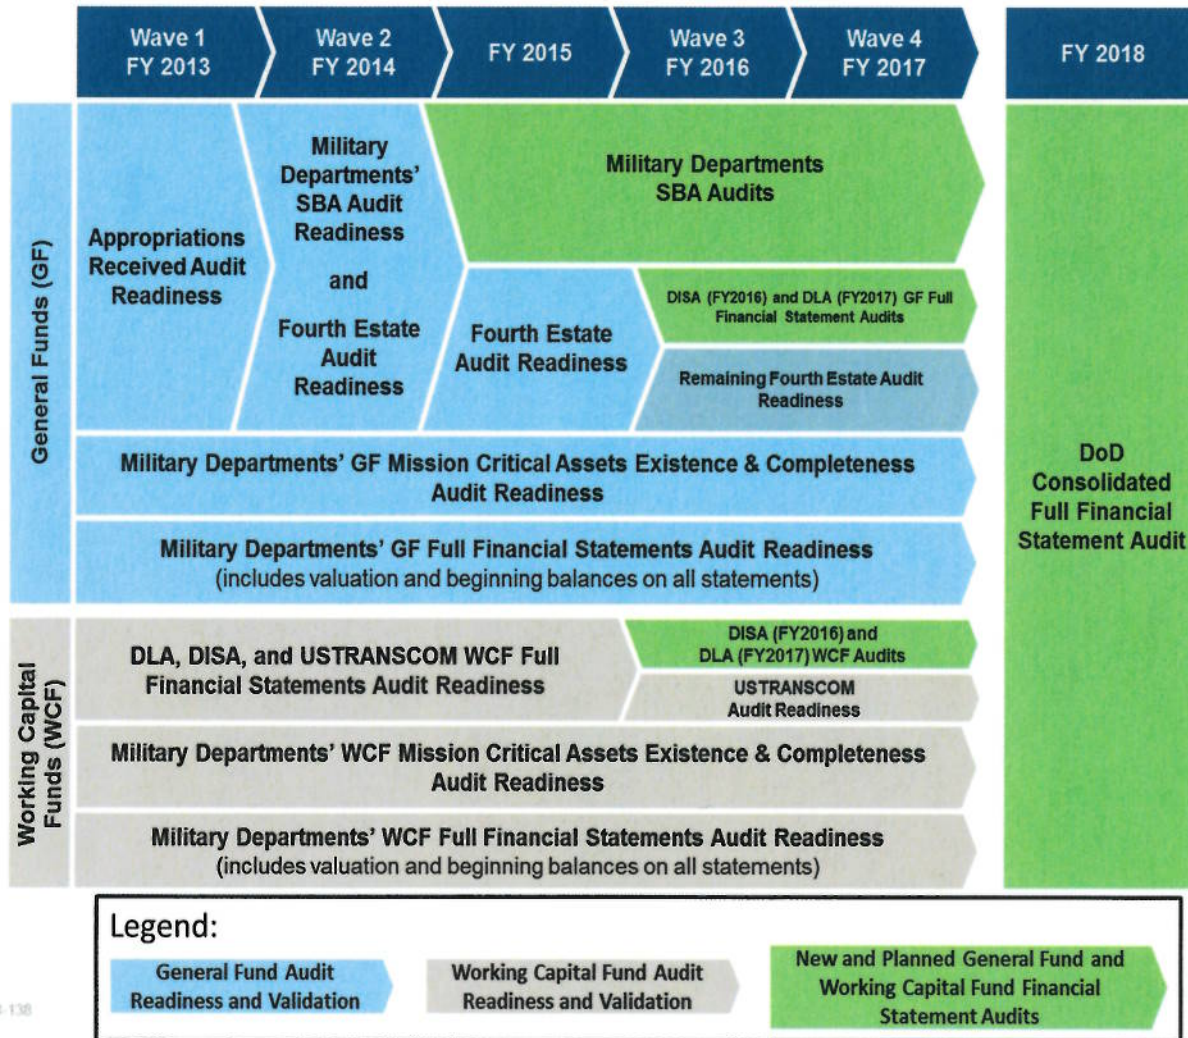 Wave 1
FY 2013
Wave 2
FY 2014
FY 2015
Wave 3
FY 2016
Wave 4
FY 2017
FY 2018
General Funds (GF)
Appropriations
Received Audit
Readiness
Military
Departments'
SBA Audit
Readiness
and
Fourth Estate
Audit
Readiness
Military Departments
SBA Audits
Fourth Estate
Audit Readiness
DISA (FY2016) and DLA (FY2017) GF Full
Financial Statement Audits
Remaining Fourth Estate Audit
Readiness
Military Departments' GF Mission Critical Assets Existence & Completeness
Audit Readiness
Military Departments' GF Full Financial Statements Audit Readiness
(includes valuation and beginning balances on all statements)
DoD
Consolidated
Full Financial
Statement Audit
Working Capital
Funds (WCF)
DLA, DISA, and USTRANSCOM WCF Full
Financial Statements Audit Readiness
DISA (FY2016) and
DLA (FY2017) WCF Audits
USTRANSCOM
Audit Readiness
Military Departments' WCF Mission Critical Assets Existence & Completeness
Audit Readiness
Military Departments' WCF Full Financial Statements Audit Readiness
(includes valuation and beginning balances on all statements)
Legend:
General Fund Audit
Readiness and Validation
Working Capital Fund Audit
Readiness and Validation
New and Planned General Fund and
Working Capital Fund Financial
Statement Audits